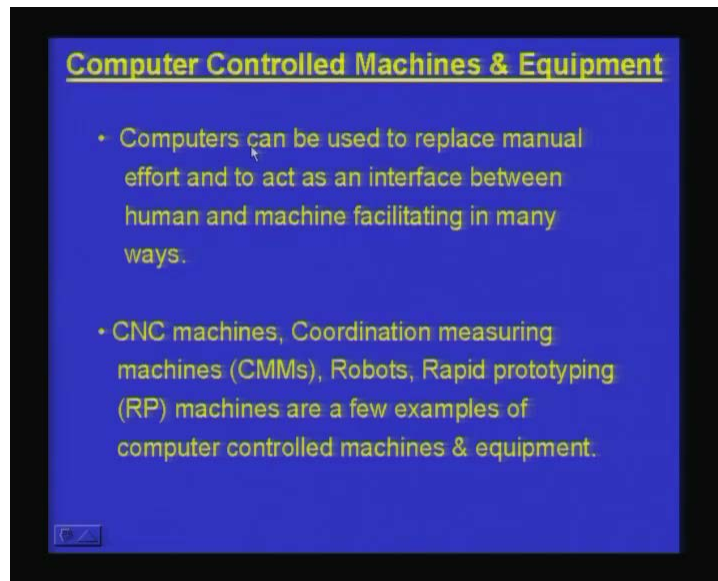 Computer Controlled Machines & Equipment
• Computers can be used to replace manual
effort and to act as an interface between
human and machine facilitating in many
ways.
• CNC machines, Coordination measuring
machines (CMMs), Robots, Rapid prototyping
(RP) machines are a few examples of
computer controlled machines & equipment.